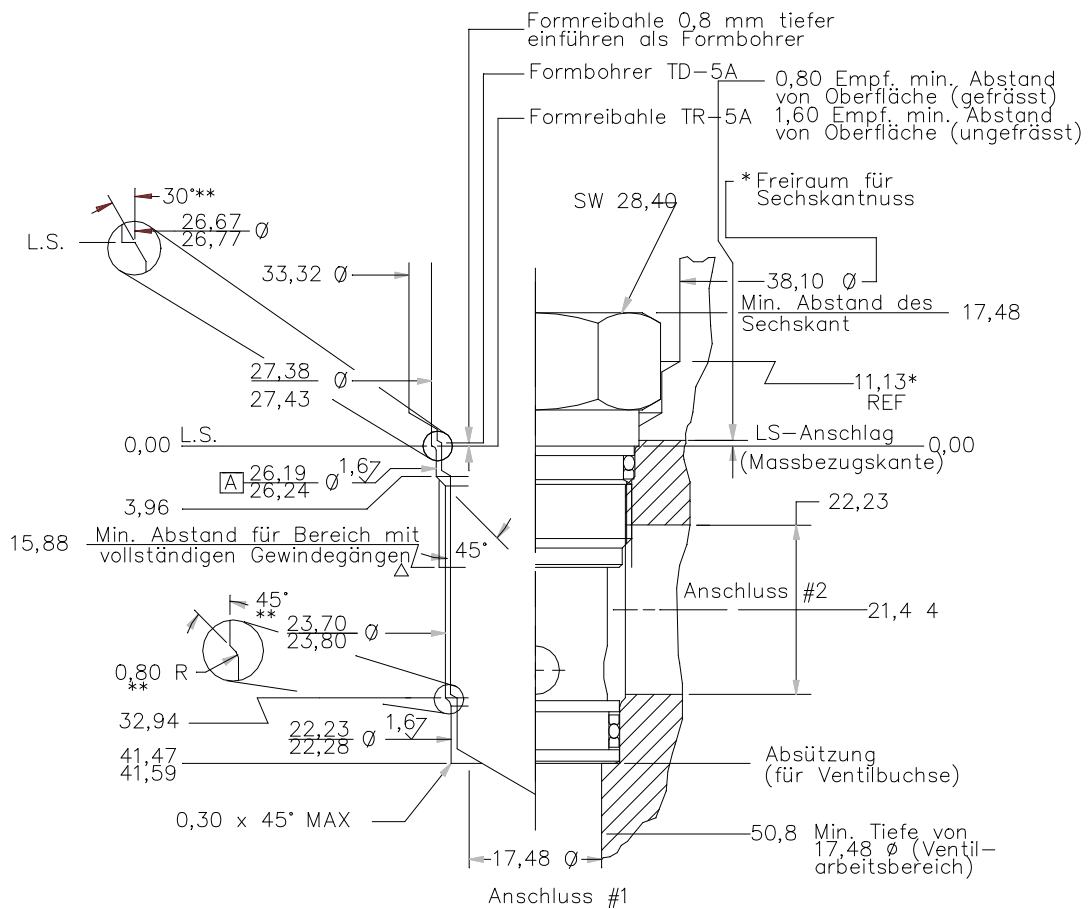 Formreibahle 0,8 mm tiefer
einführen als Formbohrer
Formbohrer TD-5A
0,80 Empf. min. Abstand
von Oberfläche (gefrässt)
Formreibahle TR-5A
1,60 Empf. min. Abstand
von Oberfläche (ungefrässt)
* Freiraum für
Sechskantnuss
30°**
SW 28,40
26,67
26,77 Ø
L.S.
33,32 Ø
38,10 Ø
Min. Abstand des
Sechskant
17,48
27,38 Ø
27,43
11,13*
REF
0,00
L.S.
LS-Anschlag
0,00
(Massbezugskante)
A
26,19
26,24
Ø
1,6
3,96
22,23
15,88
Min. Abstand für Bereich mit
vollständigen Gewindegängen
45°
Anschluss #2
45°
**
21,4 4
23,70
23,80
Ø
0,80 R
**
32,94
22,23
22,28
Ø
1,6
41,47
41,59
Absützung
(für Ventilbuchse)
0,30 x 45° MAX
50,8
Min. Tiefe von
17,48 ø (Ventil-
arbeitsbereich)
17,48 Ø
Anschluss #1